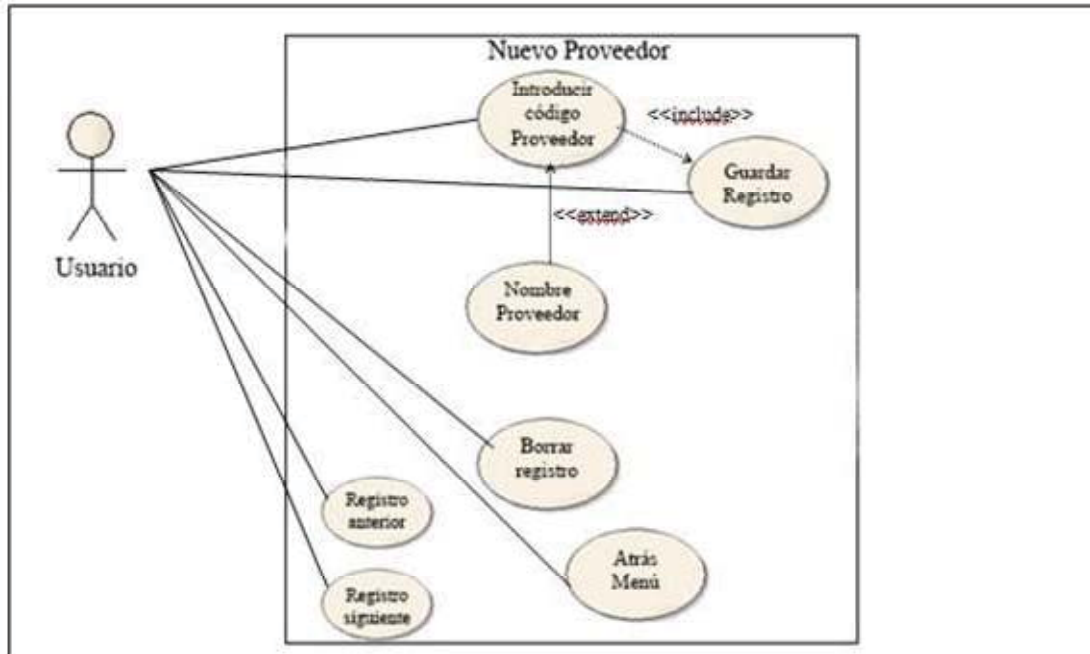 Nuevo Proveedor
Introducir
código
Proveedor
<<include>>
Guardar
Registro
<<extend>>
Usuario
Nombre
Proveedor
Borrar
registro
Registro
anterior
Atrás
Menú
Registro
siguiente